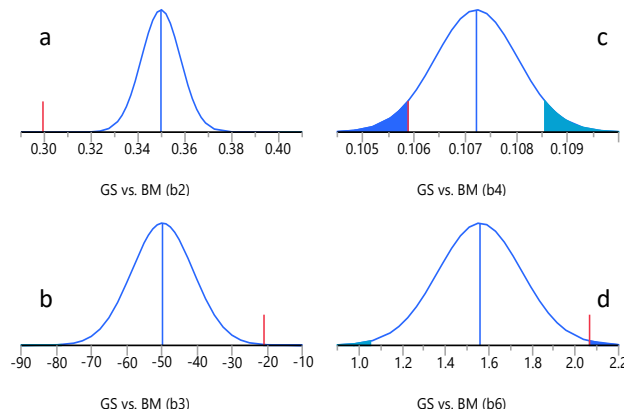 a
0.30 0.32 0.34 0.36 0.38 0.40
GS vs. BM (b2)
c
0.105 0.106 0.107 0.108 0.109
GS vs. BM (b4)
b
-90 -80 -70 -60 -50 -40 -30 -20 -10
GS vs. BM (b3)
d
1.0 1.2 1.4 1.6 1.8 2.0 2.2
GS vs. BM (b6)